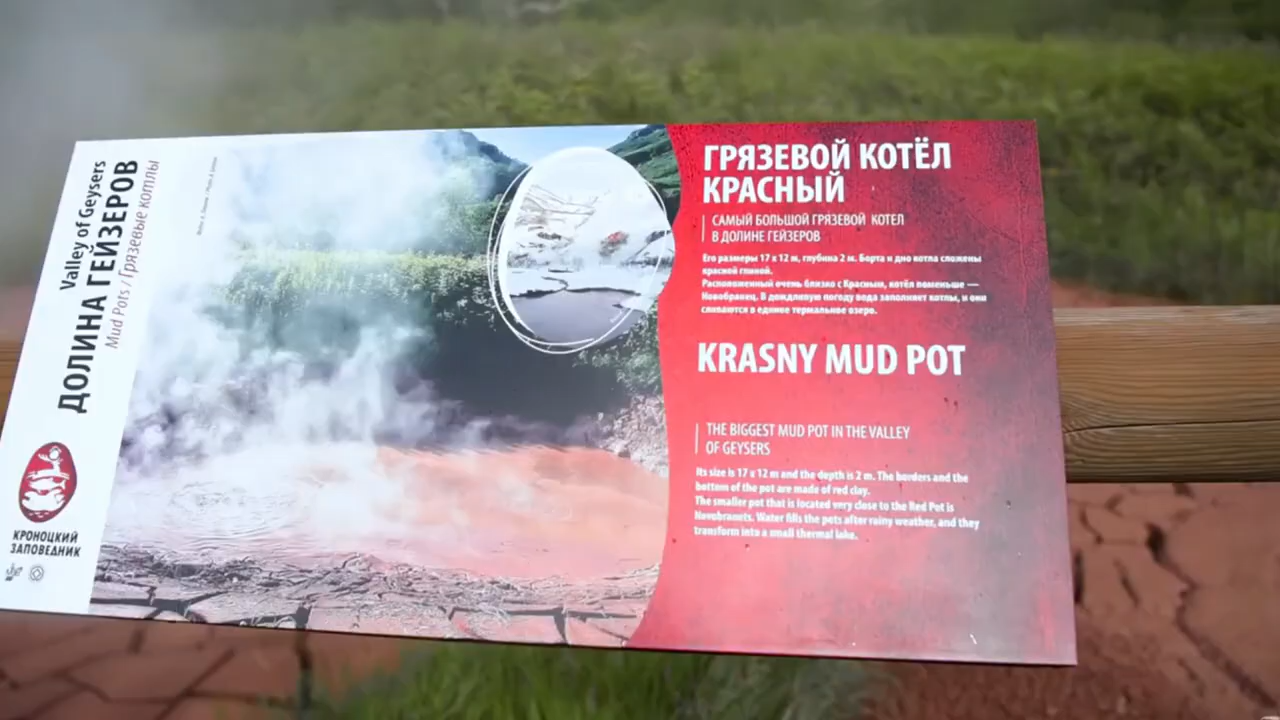 Valley of Geysers
ДОЛИНА ГЕЙЗЕРОВ
Mud Pots / Грязевые котлы
КРОНОЦКИЙ
ЗАПОВЕДНИК
ГРЯЗЕВОЙ КОТЁЛ
КРАСНЫЙ
САМЫЙ БОЛЬШОЙ ГРЯЗЕВОЙ КОТЕЛ
В ДОЛИНЕ ГЕЙЗЕРОВ
Его размеры 17 х 12 м, глубина 2 м. Борта и дно котла сложены
красной глиной.
Расположенный очень близко с Красным, котёл поменьше —
Новобранец. В дождливую погоду вода заполняет котлы, и они
сливаются в единое термальное озеро.
KRASNY MUD POT
THE BIGGEST MUD POT IN THE VALLEY
OF GEYSERS
Its size is 17 x 12 m and the depth is 2 m. The borders and the
bottom of the pot are made of red clay.
The smaller pot that is located very close to the Red Pot is
Novobranets. Water fills the pots after rainy weather, and they
transform into a small thermal lake.